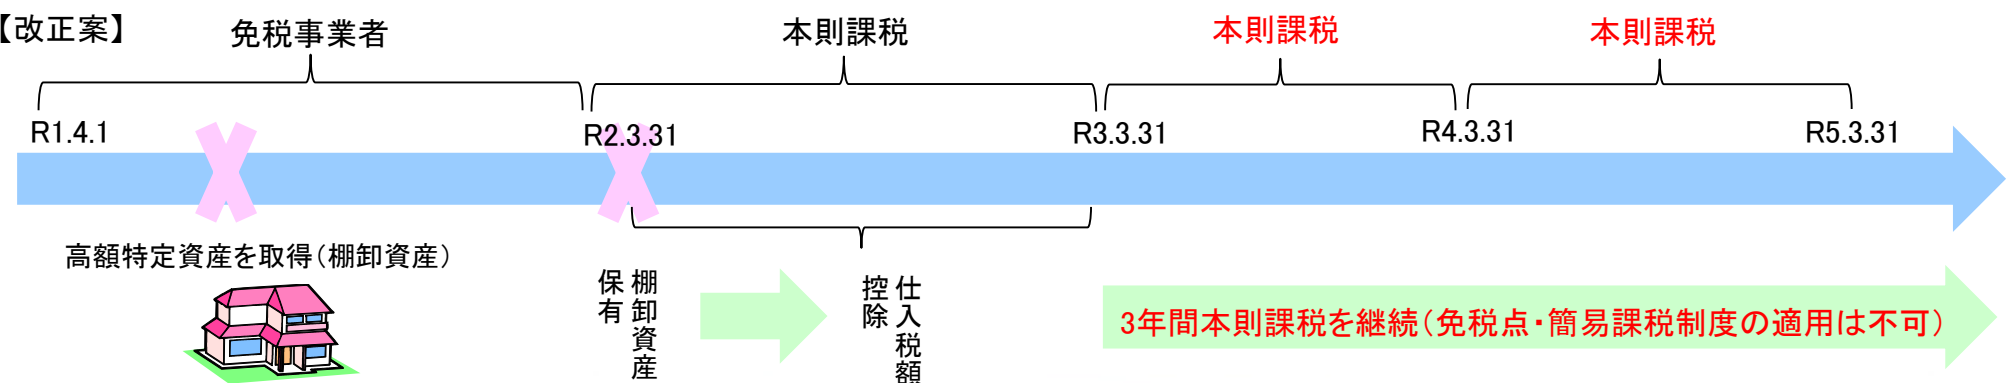 【改正案】
免税事業者
本則課税
本則課税
本則課税
R1.4.1
R2.3.31
R3.3.31
R4.3.31
R5.3.31
高額特定資産を取得（棚卸資産）
棚卸資産
保有
仕入税額
控除
3年間本則課税を継続（免税点・簡易課税制度の適用は不可）